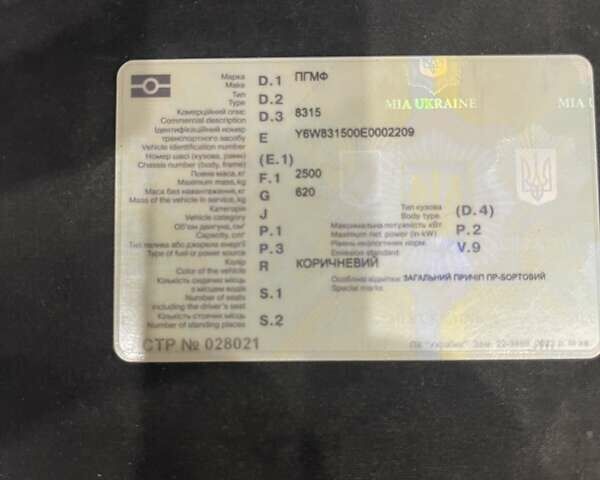 Марка D.1 ПГМФ
Make
Тип D.2
Type
Комерційний опис D.3 8315
Commercial description
Ідентифікаційний номер
транспортного засобу E Y6W831500E0002209
Vehicle identification number
Номер шасі (кузова, рами) (E.1)
Chassis number (body, frame)
Повна маса, кг F.1 2500
Maximum mass, kg
Маса без навантаження, кг G 620
Mass of the vehicle in service, kg
Категорія J
Vehicle category
Об'єм двигуна, см³ P.1
Capacity, cm³
Тип палива або джерело енергії P.3
Type of fuel or power source
Колір R КОРИЧНЕВИЙ
Color of the vehicle
Кількість сидячих місць
з місцем водія S.1
Number of seats
including the driver's seat
Кількість стоячих місць S.2
Number of standing places
СТР № 028021
MIA UKRAINE
MIA U
Тип кузова (D.4)
Body type
Максимальна потужність кВт P.2
Maximum net power (in kW)
Рівень екологічних норм V.9
Emission standard
Особливі відмітки ЗАГАЛЬНИЙ ПРИЧІП ПР-БОРТОВИЙ
Special marks
ПК "Україна"